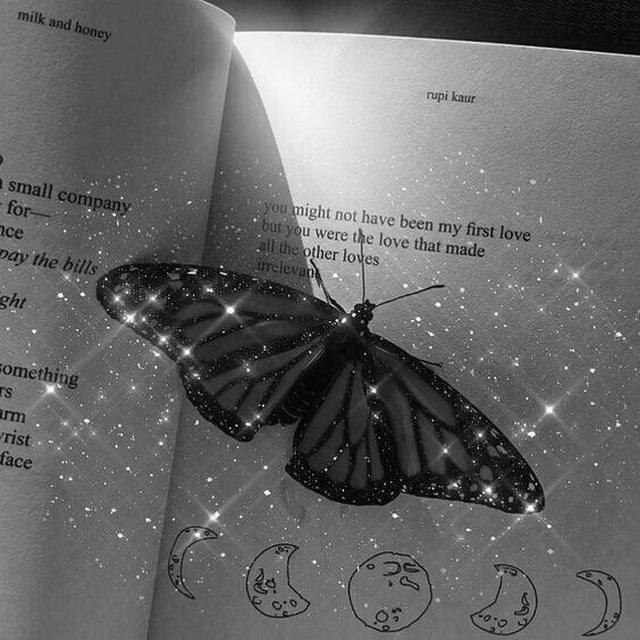 milk and honey
small company
for—
nce
pay the bills
ght
something
rs
arm
wrist
face
rupi kaur
you might not have been my first love
but you were the love that made
all the other loves
irrelevant